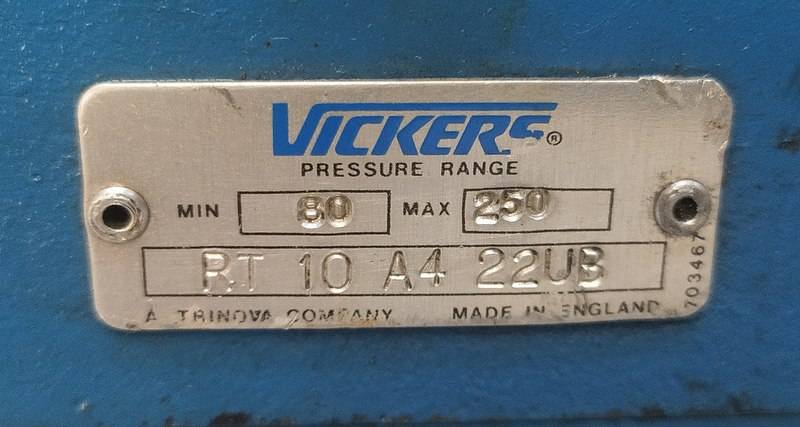 VICKERS®
PRESSURE RANGE
MIN 80 MAX 250
RT 10 A4 22UB
A TRINOVA COMPANY MADE IN ENGLAND
703467